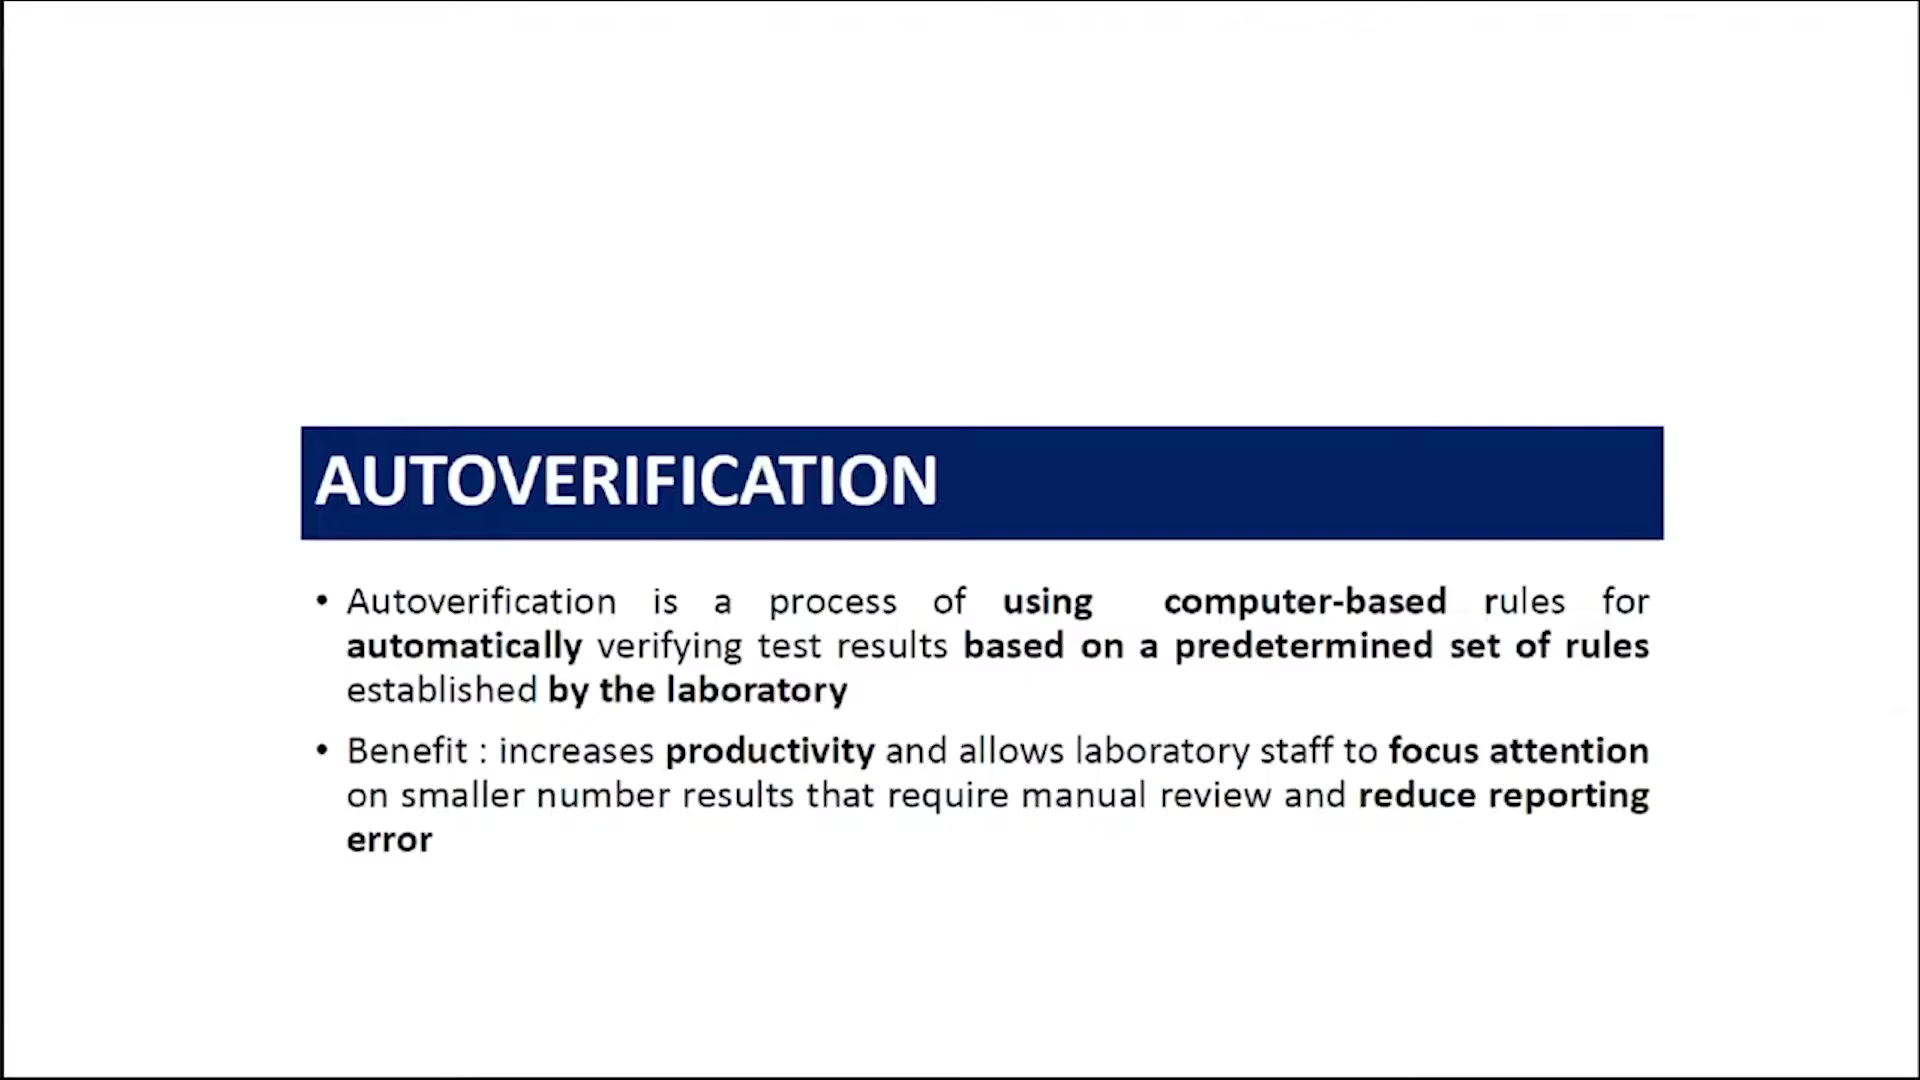 AUTOVERIFICATION
• Autoverification is a process of using computer-based rules for
automatically verifying test results based on a predetermined set of rules
established by the laboratory
• Benefit : increases productivity and allows laboratory staff to focus attention
on smaller number results that require manual review and reduce reporting
error